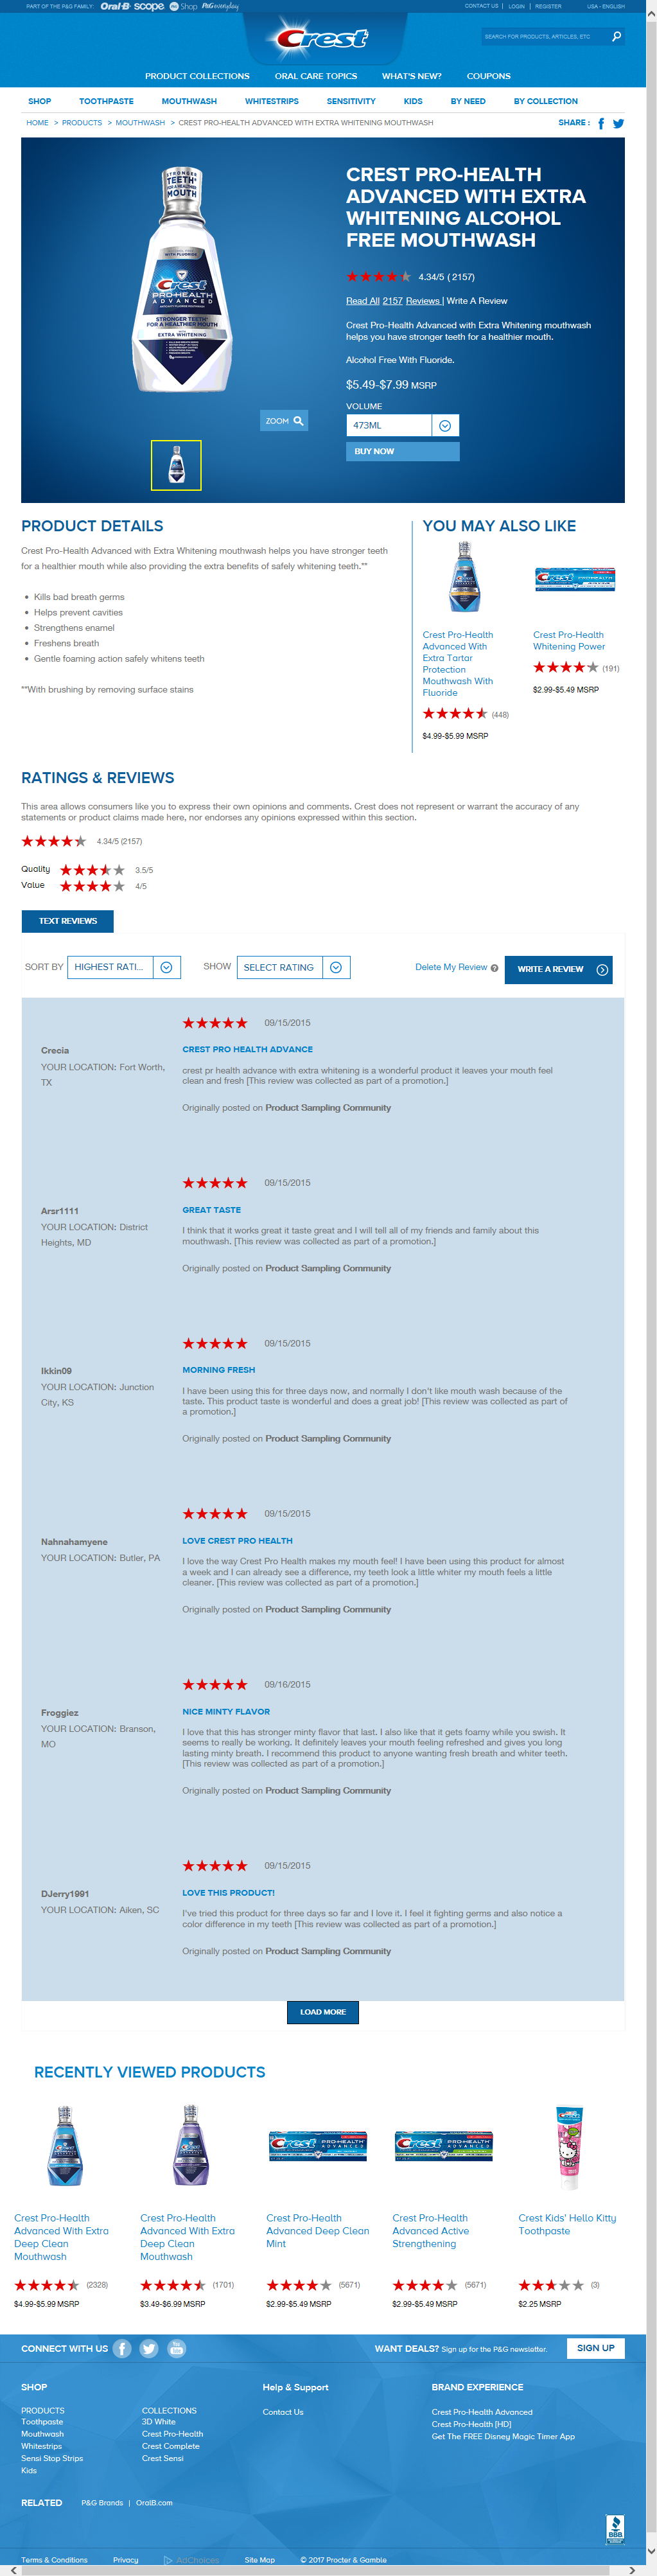 PART OF THE P&G FAMILY: Oral-B scope P&G Shop P&G everyday CONTACT US | LOGIN | REGISTER USA - ENGLISH
Crest
SEARCH FOR PRODUCTS, ARTICLES, ETC
PRODUCT COLLECTIONS ORAL CARE TOPICS WHAT'S NEW? COUPONS
SHOP TOOTHPASTE MOUTHWASH WHITESTRIPS SENSITIVITY KIDS BY NEED BY COLLECTION
HOME > PRODUCTS > MOUTHWASH > CREST PRO-HEALTH ADVANCED WITH EXTRA WHITENING MOUTHWASH SHARE :
STRONGER
TEETH*
FOR A HEALTHIER
MOUTH
WITH FLUORIDE
Crest
PRO-HEALTH
ADVANCED
STRONGER TEETH*
FOR A HEALTHIER MOUTH
EXTRA WHITENING
ZOOM
CREST PRO-HEALTH
ADVANCED WITH EXTRA
WHITENING ALCOHOL
FREE MOUTHWASH
4.34/5 ( 2157)
Read All 2157 Reviews | Write A Review
Crest Pro-Health Advanced with Extra Whitening mouthwash
helps you have stronger teeth for a healthier mouth.
Alcohol Free With Fluoride.
$5.49-$7.99 MSRP
VOLUME
473ML
BUY NOW
PRODUCT DETAILS
Crest Pro-Health Advanced with Extra Whitening mouthwash helps you have stronger teeth
for a healthier mouth while also providing the extra benefits of safely whitening teeth.**
• Kills bad breath germs
• Helps prevent cavities
• Strengthens enamel
• Freshens breath
• Gentle foaming action safely whitens teeth
**With brushing by removing surface stains
YOU MAY ALSO LIKE
Crest Pro-Health
Advanced With
Extra Tartar
Protection
Mouthwash With
Fluoride
(448)
$4.99-$5.99 MSRP
Crest Pro-Health
Whitening Power
(191)
$2.99-$5.49 MSRP
RATINGS & REVIEWS
This area allows consumers like you to express their own opinions and comments. Crest does not represent or warrant the accuracy of any
statements or product claims made here, nor endorses any opinions expressed within this section.
4.34/5 (2157)
Quality 3.5/5
Value 4/5
TEXT REVIEWS
SORT BY HIGHEST RATI... SHOW SELECT RATING Delete My Review ? WRITE A REVIEW
09/15/2015
Crecia
YOUR LOCATION: Fort Worth,
TX
CREST PRO HEALTH ADVANCE
crest pr health advance with extra whitening is a wonderful product it leaves your mouth feel
clean and fresh [This review was collected as part of a promotion.]
Originally posted on Product Sampling Community
09/15/2015
Arsr1111
YOUR LOCATION: District
Heights, MD
GREAT TASTE
I think that it works great it taste great and I will tell all of my friends and family about this
mouthwash. [This review was collected as part of a promotion.]
Originally posted on Product Sampling Community
09/15/2015
Ikkin09
YOUR LOCATION: Junction
City, KS
MORNING FRESH
I have been using this for three days now, and normally I don't like mouth wash because of the
taste. This product taste is wonderful and does a great job! [This review was collected as part of
a promotion.]
Originally posted on Product Sampling Community
09/15/2015
Nahnahamyene
YOUR LOCATION: Butler, PA
LOVE CREST PRO HEALTH
I love the way Crest Pro Health makes my mouth feel! I have been using this product for almost
a week and I can already see a difference, my teeth look a little whiter my mouth feels a little
cleaner. [This review was collected as part of a promotion.]
Originally posted on Product Sampling Community
09/16/2015
Froggiez
YOUR LOCATION: Branson,
MO
NICE MINTY FLAVOR
I love that this has stronger minty flavor that last. I also like that it gets foamy while you swish. It
seems to really be working. It definitely leaves your mouth feeling refreshed and gives you long
lasting minty breath. I recommend this product to anyone wanting fresh breath and whiter teeth.
[This review was collected as part of a promotion.]
Originally posted on Product Sampling Community
09/15/2015
DJerry1991
YOUR LOCATION: Aiken, SC
LOVE THIS PRODUCT!
I've tried this product for three days so far and I love it. I feel it fighting germs and also notice a
color difference in my teeth [This review was collected as part of a promotion.]
Originally posted on Product Sampling Community
LOAD MORE
RECENTLY VIEWED PRODUCTS
Crest Pro-Health
Advanced With Extra
Deep Clean
Mouthwash
(2328)
$4.99-$5.99 MSRP
Crest Pro-Health
Advanced With Extra
Deep Clean
Mouthwash
(1701)
$3.49-$6.99 MSRP
Crest Pro-Health
Advanced Deep Clean
Mint
(5671)
$2.99-$5.49 MSRP
Crest Pro-Health
Advanced Active
Strengthening
(5671)
$2.99-$5.49 MSRP
Crest Kids' Hello Kitty
Toothpaste
(3)
$2.25 MSRP
CONNECT WITH US WANT DEALS? Sign up for the P&G newsletter. SIGN UP
SHOP
PRODUCTS
Toothpaste
Mouthwash
Whitestrips
Sensi Stop Strips
Kids
COLLECTIONS
3D White
Crest Pro-Health
Crest Complete
Crest Sensi
Help & Support
Contact Us
BRAND EXPERIENCE
Crest Pro-Health Advanced
Crest Pro-Health [HD]
Get The FREE Disney Magic Timer App
RELATED P&G Brands | OralB.com
BBB
Terms & Conditions Privacy AdChoices Site Map © 2017 Procter & Gamble